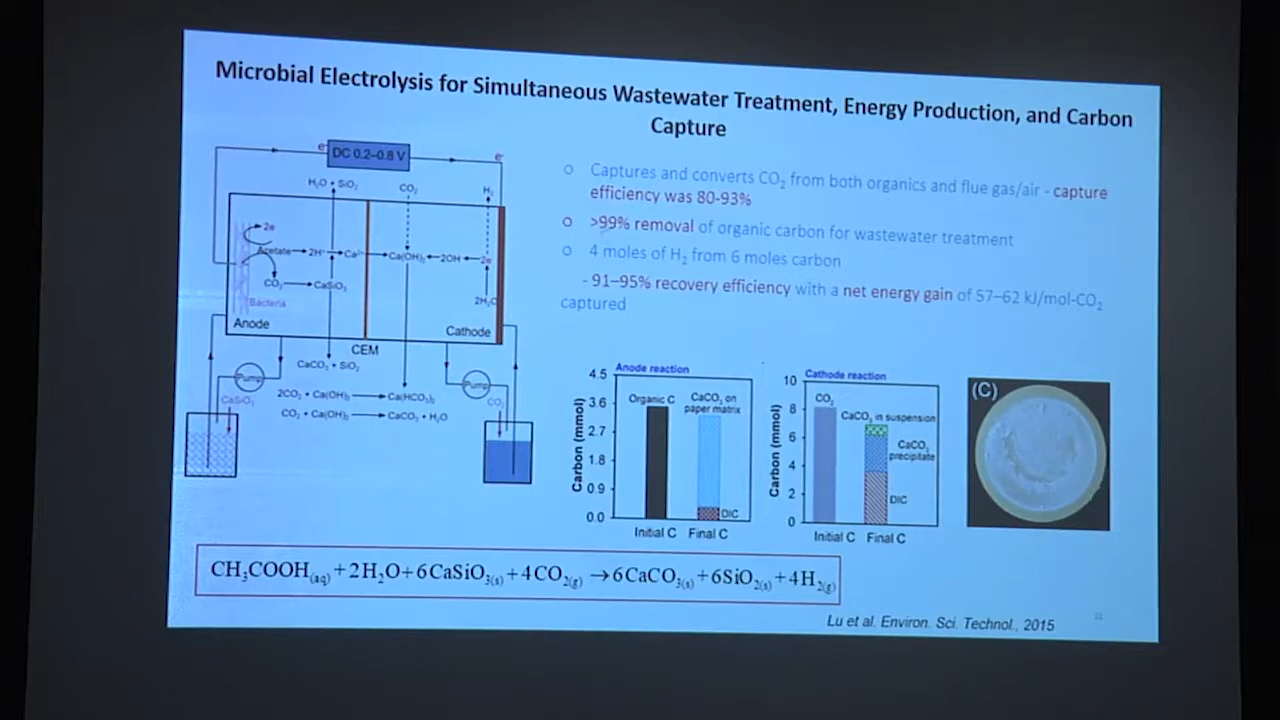 Microbial Electrolysis for Simultaneous Wastewater Treatment, Energy Production, and Carbon
Capture
e⁻
DC 0.2–0.8 V
e⁻
H₂O + SiO₂
CO₂
H₂
2e⁻
Acetate
2H⁺
Ca²⁺
Ca(OH)₂
2OH⁻
2e⁻
CO₂
CaSiO₃
Bacteria
2H₂O
Anode
Cathode
CEM
CaCO₃ + SiO₂
Pump
Pump
CaSiO₃
CO₂
2CO₂ + Ca(OH)₂ → Ca(HCO₃)₂
CO₂ + Ca(OH)₂ → CaCO₃ + H₂O
○ Captures and converts CO₂ from both organics and flue gas/air - capture
efficiency was 80-93%
○ >99% removal of organic carbon for wastewater treatment
○ 4 moles of H₂ from 6 moles carbon
- 91–95% recovery efficiency with a net energy gain of 57–62 kJ/mol-CO₂
captured
Anode reaction
Carbon (mmol)
4.5
3.6
2.7
1.8
0.9
0.0
Organic C
CaCO₃ on
paper matrix
DIC
Initial C Final C
Cathode reaction
Carbon (mmol)
10
8
6
4
2
0
CO₂
CaCO₃ in suspension
CaCO₃
precipitate
DIC
Initial C Final C
(C)
CH₃COOH(aq)+2H₂O+6CaSiO₃(s)+4CO₂(g) →6CaCO₃(s)+6SiO₂(s)+4H₂(g)
Lu et al. Environ. Sci. Technol., 2015